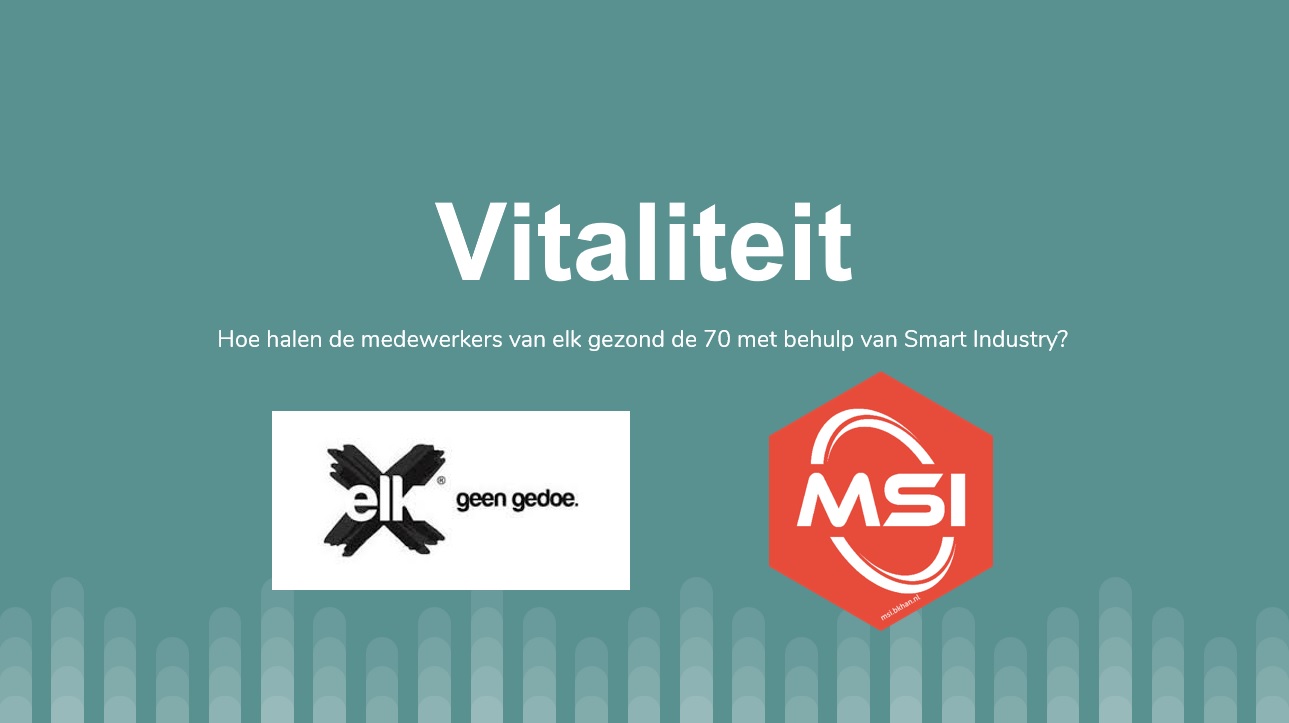 Vitaliteit
Hoe halen de medewerkers van elk gezond de 70 met behulp van Smart Industry?
elk® geen gedoe.
MSI
msi.bkhan.nl